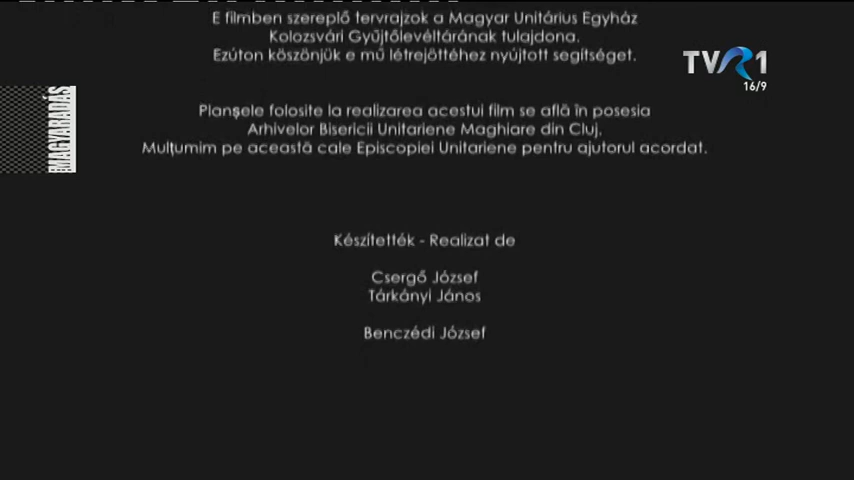 E filmben szereplő tervrajzok a Magyar Unitárius Egyház
Kolozsvári Gyűjtőlevéltárának tulajdona.
Ezúton köszönjük e mű létrejöttéhez nyújtott segítséget.
TVR1
16/9
MAGYARADÁS
Planşele folosite la realizarea acestui film se află în posesia
Arhivelor Bisericii Unitariene Maghiare din Cluj.
Mulţumim pe această cale Episcopiei Unitariene pentru ajutorul acordat.
Készítették - Realizat de
Csergő József
Tárkányi János
Benczédi József